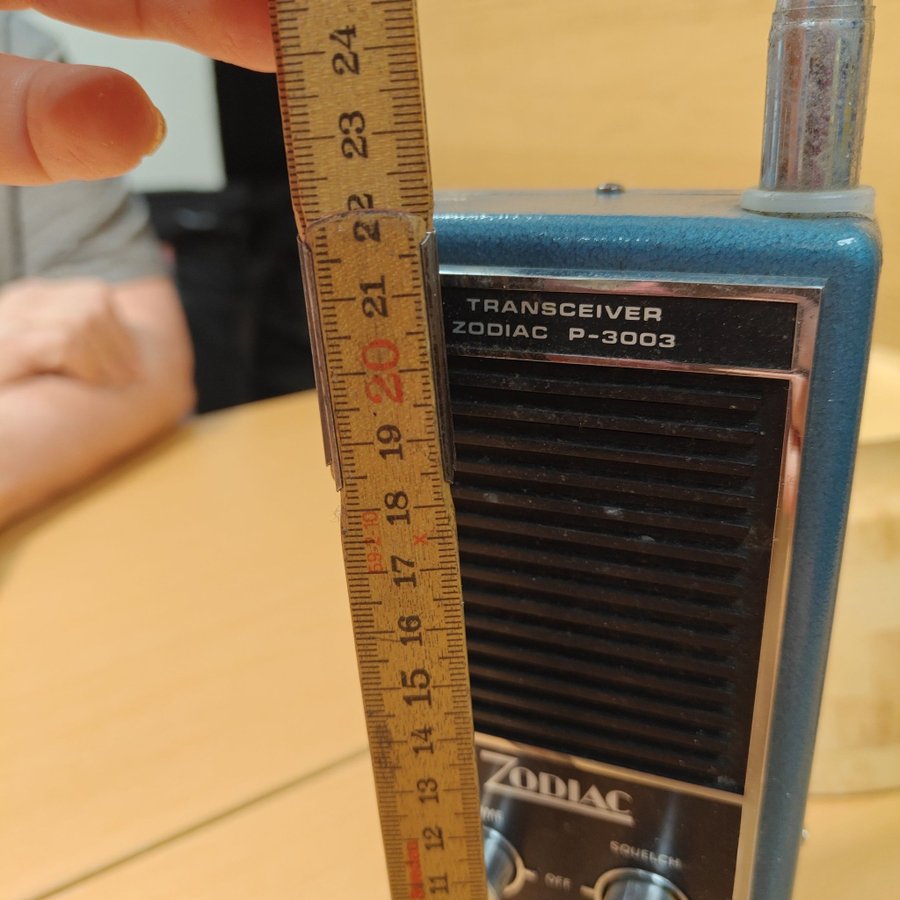 24
23
22
21
20
19
18
17
16
15
14
13
12
11
TRANSCEIVER
ZODIAC P-3003
ZODIAC
SQUELCH
OFF